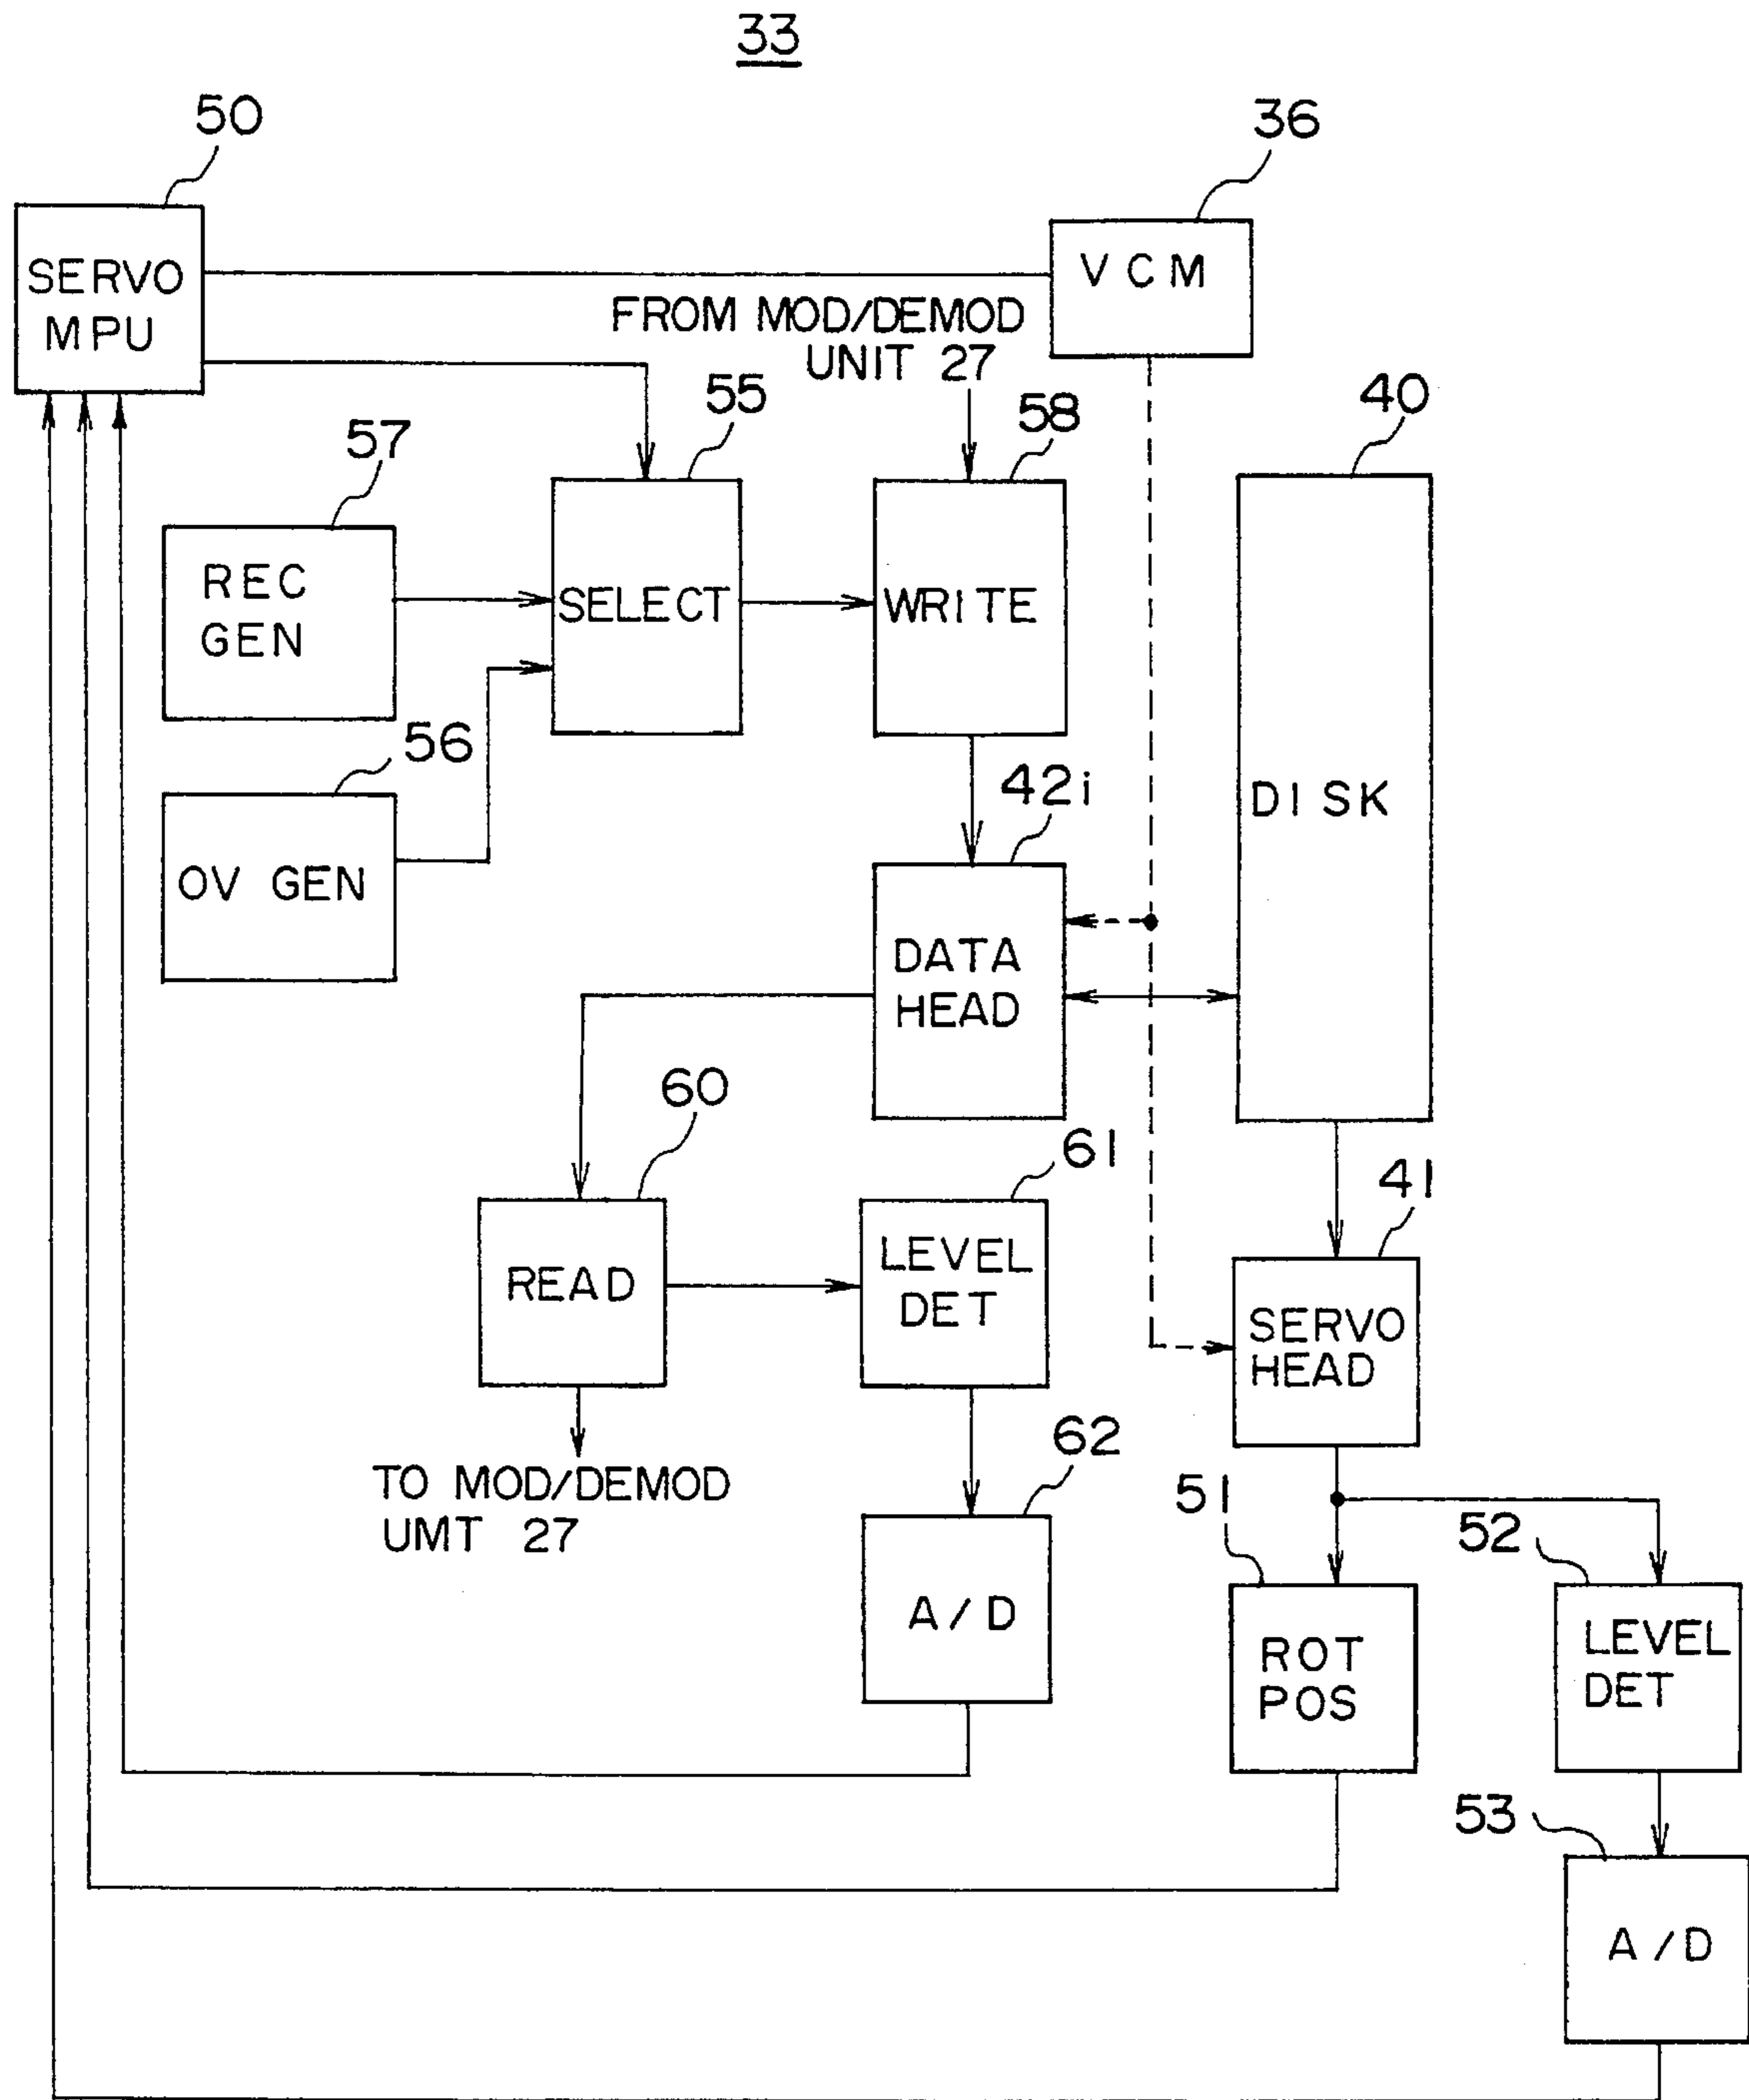 33
50
36
SERVO
MPU
VCM
FROM MOD/DEMOD
UNIT 27
55
58
40
57
REC
GEN
SELECT
WRITE
56
42i
DISK
OV GEN
DATA
HEAD
60
61
41
READ
LEVEL
DET
SERVO
HEAD
TO MOD/DEMOD
UMT 27
62
51
52
A/D
ROT
POS
LEVEL
DET
53
A/D